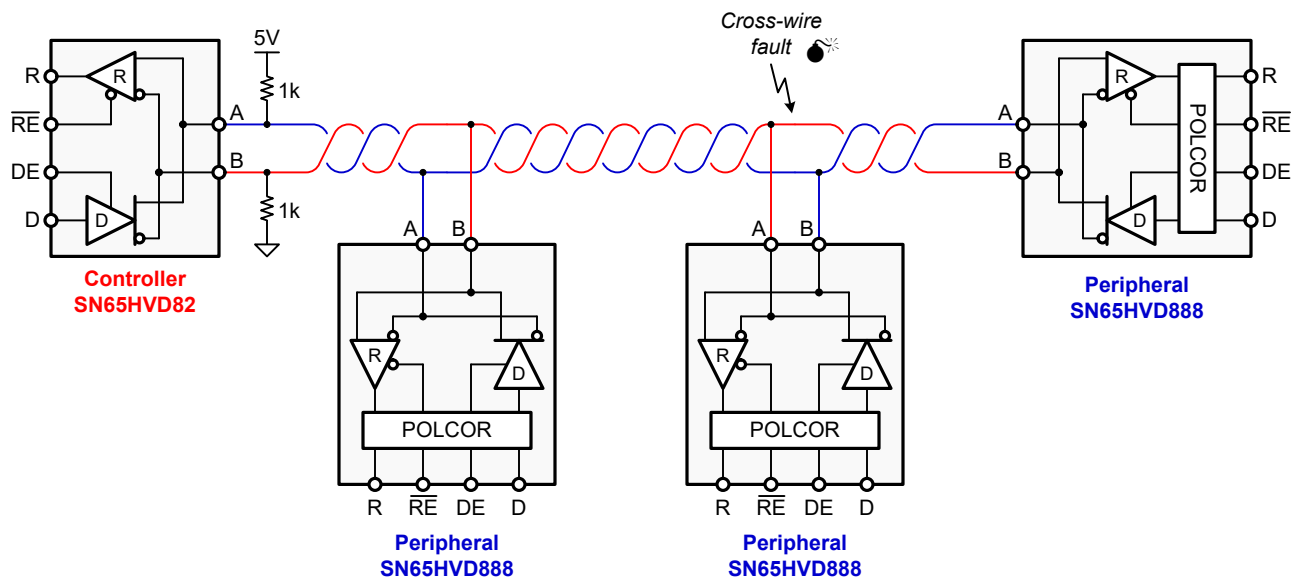 Cross-wire
fault
5V
1k
1k
R
RE
DE
D
R
D
A
B
Controller
SN65HVD82
A
B
R
D
POLCOR
R
RE
DE
D
Peripheral
SN65HVD888
A
B
R
D
POLCOR
R
RE
DE
D
Peripheral
SN65HVD888
A
B
R
D
POLCOR
R
RE
DE
D
Peripheral
SN65HVD888